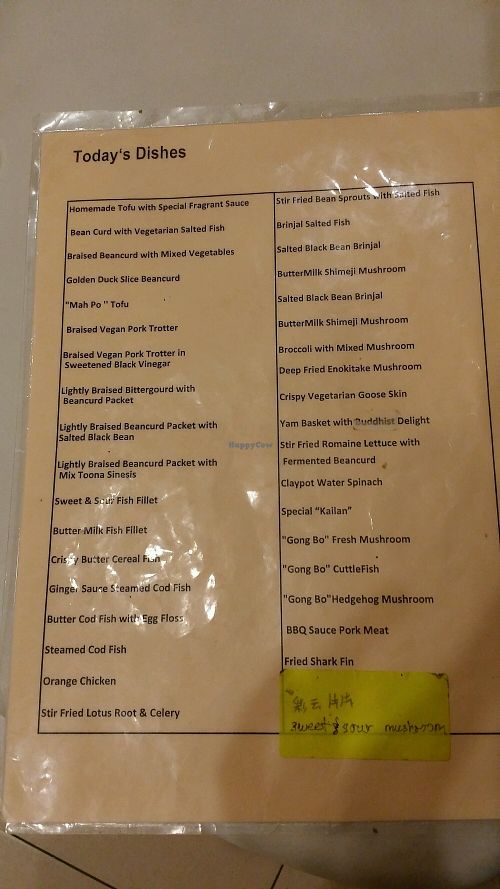 Today's Dishes
Homemade Tofu with Special Fragrant Sauce
Bean Curd with Vegetarian Salted Fish
Braised Beancurd with Mixed Vegetables
Golden Duck Slice Beancurd
"Mah Po " Tofu
Braised Vegan Pork Trotter
Braised Vegan Pork Trotter in
Sweetened Black Vinegar
Lightly Braised Bittergourd with
Beancurd Packet
Lightly Braised Beancurd Packet with
Salted Black Bean
Lightly Braised Beancurd Packet with
Mix Toona Sinesis
Sweet & Sour Fish Fillet
Butter Milk Fish Fillet
Crispy Butter Cereal Fish
Ginger Sauce Steamed Cod Fish
Butter Cod Fish with Egg Floss
Steamed Cod Fish
Orange Chicken
Stir Fried Lotus Root & Celery
Stir Fried Bean Sprouts with Salted Fish
Brinjal Salted Fish
Salted Black Bean Brinjal
ButterMilk Shimeji Mushroom
Salted Black Bean Brinjal
ButterMilk Shimeji Mushroom
Broccoli with Mixed Mushroom
Deep Fried Enokitake Mushroom
Crispy Vegetarian Goose Skin
Yam Basket with Buddhist Delight
Stir Fried Romaine Lettuce with
Fermented Beancurd
Claypot Water Spinach
Special "Kailan"
"Gong Bo" Fresh Mushroom
"Gong Bo" CuttleFish
"Gong Bo"Hedgehog Mushroom
BBQ Sauce Pork Meat
Fried Shark Fin
彩云片片
sweet & sour mushroom
HappyCow